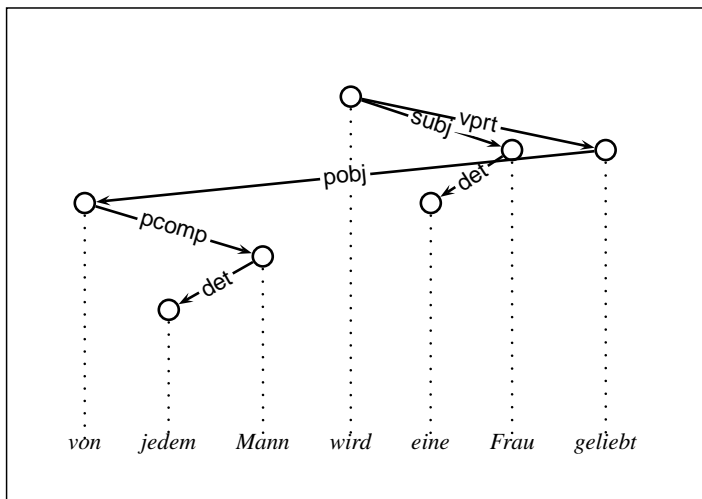 subj vprt
pobj det
pcomp
det
von jedem Mann wird eine Frau geliebt